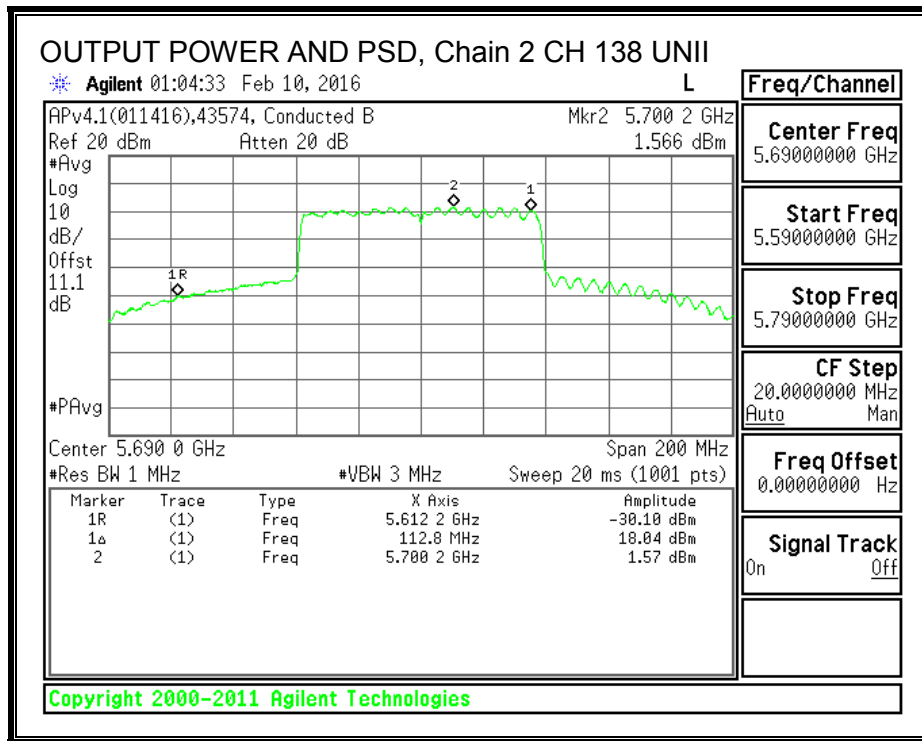 OUTPUT POWER AND PSD, Chain 2 CH 138 UNII
Agilent 01:04:33 Feb 10, 2016 L
APv4.1(011416),43574, Conducted B Mkr2 5.700 2 GHz
Ref 20 dBm Atten 20 dB 1.566 dBm
#Avg
Log
10
dB/
Offst
11.1
dB
#PAvg
1R
2
1
Center 5.690 0 GHz Span 200 MHz
#Res BW 1 MHz #VBW 3 MHz Sweep 20 ms (1001 pts)
Marker Trace Type X Axis Amplitude
1R (1) Freq 5.612 2 GHz -30.10 dBm
1Δ (1) Freq 112.8 MHz 18.04 dBm
2 (1) Freq 5.700 2 GHz 1.57 dBm
Freq/Channel
Center Freq
5.69000000 GHz
Start Freq
5.59000000 GHz
Stop Freq
5.79000000 GHz
CF Step
20.0000000 MHz
Auto Man
Freq Offset
0.00000000 Hz
Signal Track
On Off
Copyright 2000-2011 Agilent Technologies